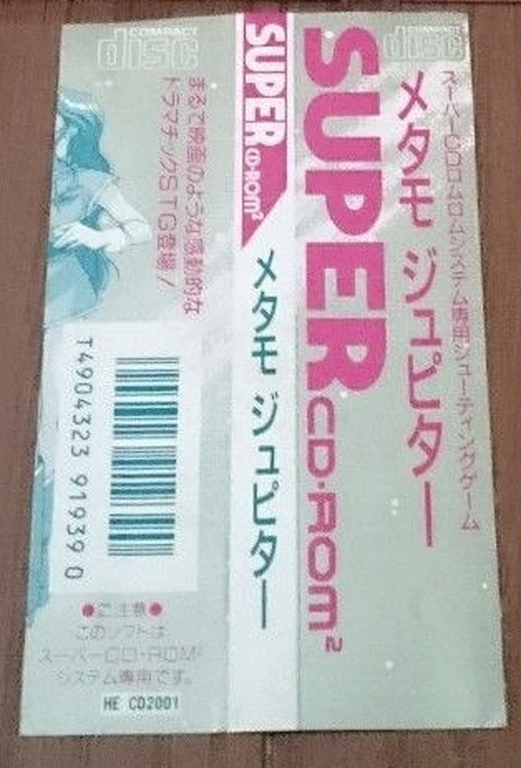 COMPACT
disc
スーパーCDロムロムシステム専用シューティングゲーム
メタモ ジュピター
SUPER CD-ROM²
SUPER CD-ROM²
メタモ ジュピター
COMPACT
disc
まるで映画のような感動的な
ドラマチックSTG登場!
T4904323 919390
●ご注意●
このソフトは
スーパーCD・ROM²
システム専用です。
HE CD2001